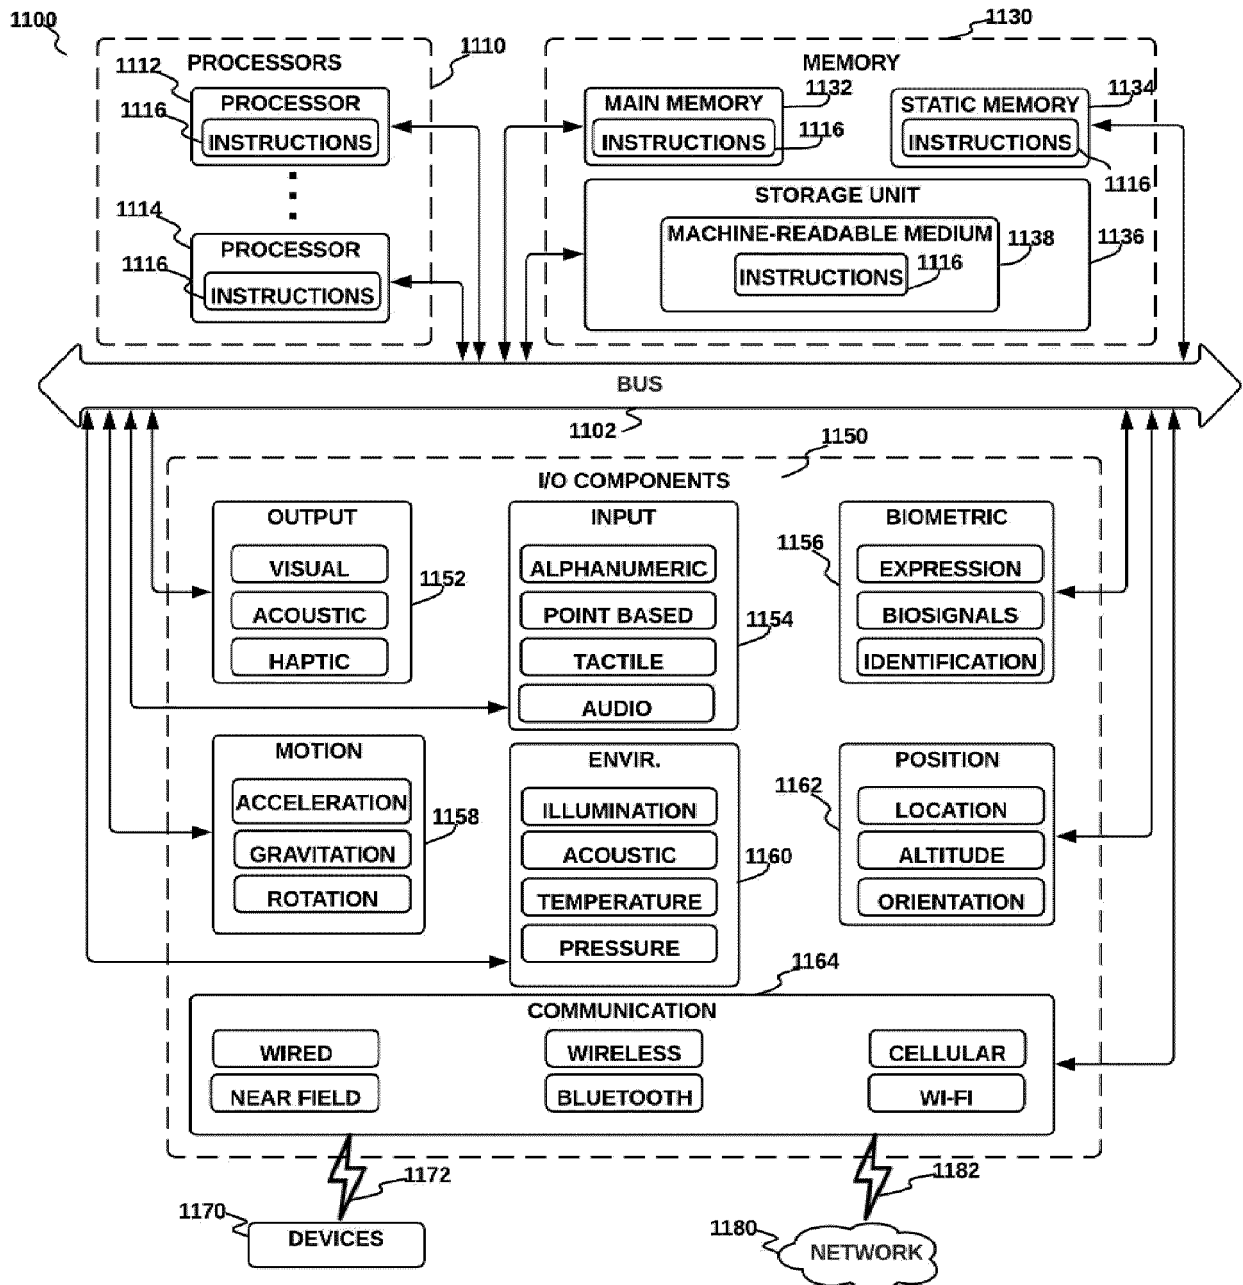 1100
1130
PROCESSORS
1110
MEMORY
1112
PROCESSOR
1116
INSTRUCTIONS
MAIN MEMORY
1132
INSTRUCTIONS
1116
STATIC MEMORY
1134
INSTRUCTIONS
1116
1114
PROCESSOR
1116
INSTRUCTIONS
STORAGE UNIT
MACHINE-READABLE MEDIUM
1138
1136
INSTRUCTIONS
1116
BUS
1102
1150
I/O COMPONENTS
OUTPUT
VISUAL
ACOUSTIC
HAPTIC
1152
INPUT
ALPHANUMERIC
POINT BASED
TACTILE
AUDIO
1154
BIOMETRIC
1156
EXPRESSION
BIOSIGNALS
IDENTIFICATION
MOTION
ACCELERATION
GRAVITATION
ROTATION
1158
ENVIR.
ILLUMINATION
ACOUSTIC
TEMPERATURE
PRESSURE
1160
POSITION
1162
LOCATION
ALTITUDE
ORIENTATION
1164
COMMUNICATION
WIRED
WIRELESS
CELLULAR
NEAR FIELD
BLUETOOTH
WI-FI
1172
1182
1170
DEVICES
1180
NETWORK